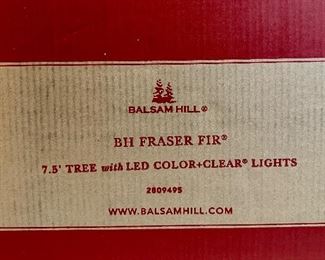 BALSAM HILL®
BH FRASER FIR®
7.5' TREE with LED COLOR+CLEAR® LIGHTS
2809495
WWW.BALSAMHILL.COM